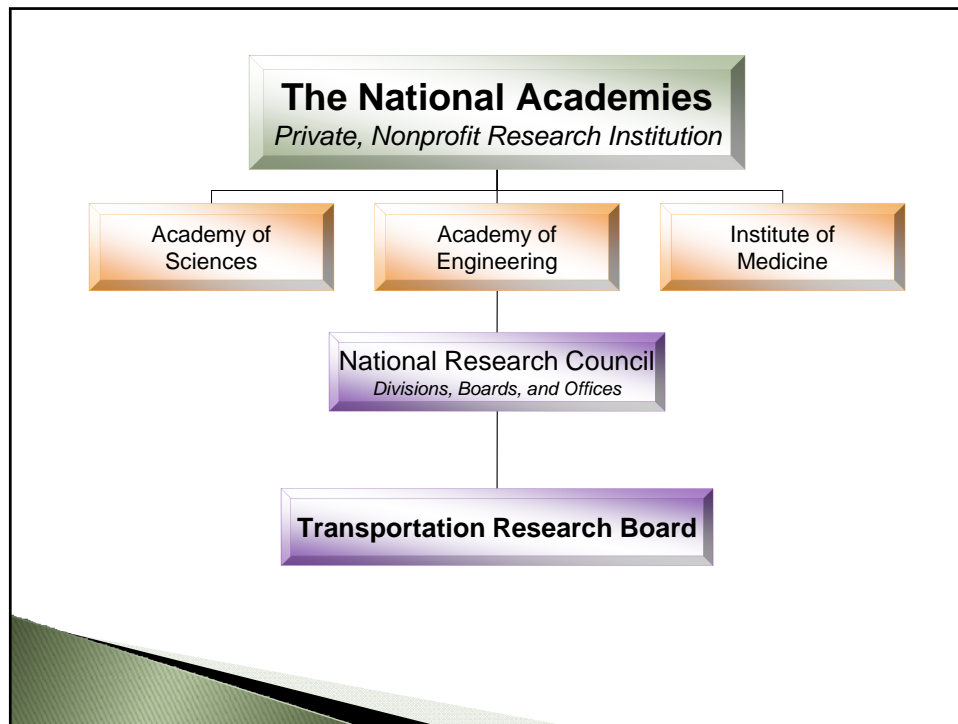 The National Academies
Private, Nonprofit Research Institution
Academy of
Sciences
Academy of
Engineering
Institute of
Medicine
National Research Council
Divisions, Boards, and Offices
Transportation Research Board